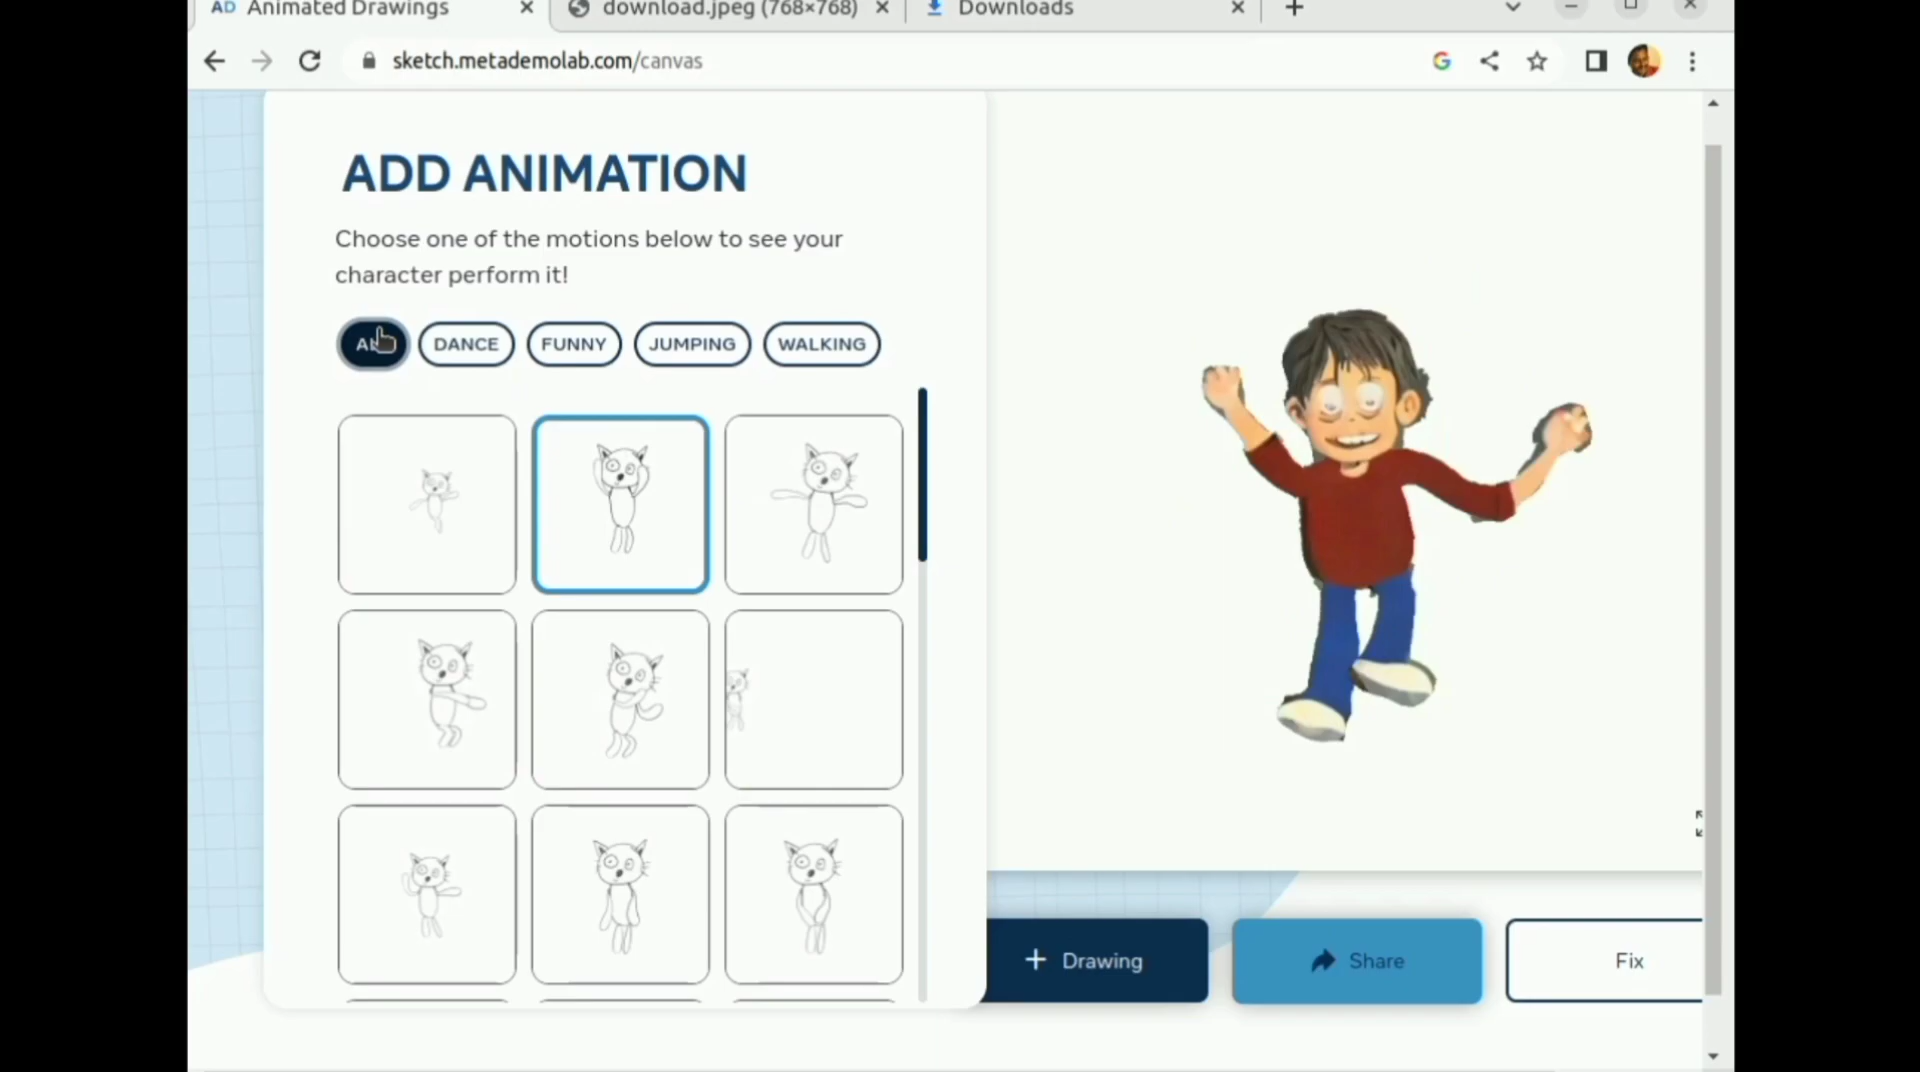 AD Animated Drawings
download.jpeg (768×768)
Downloads
sketch.metademolab.com/canvas
ADD ANIMATION
Choose one of the motions below to see your
character perform it!
DANCE FUNNY JUMPING WALKING
+ Drawing
Share
Fix